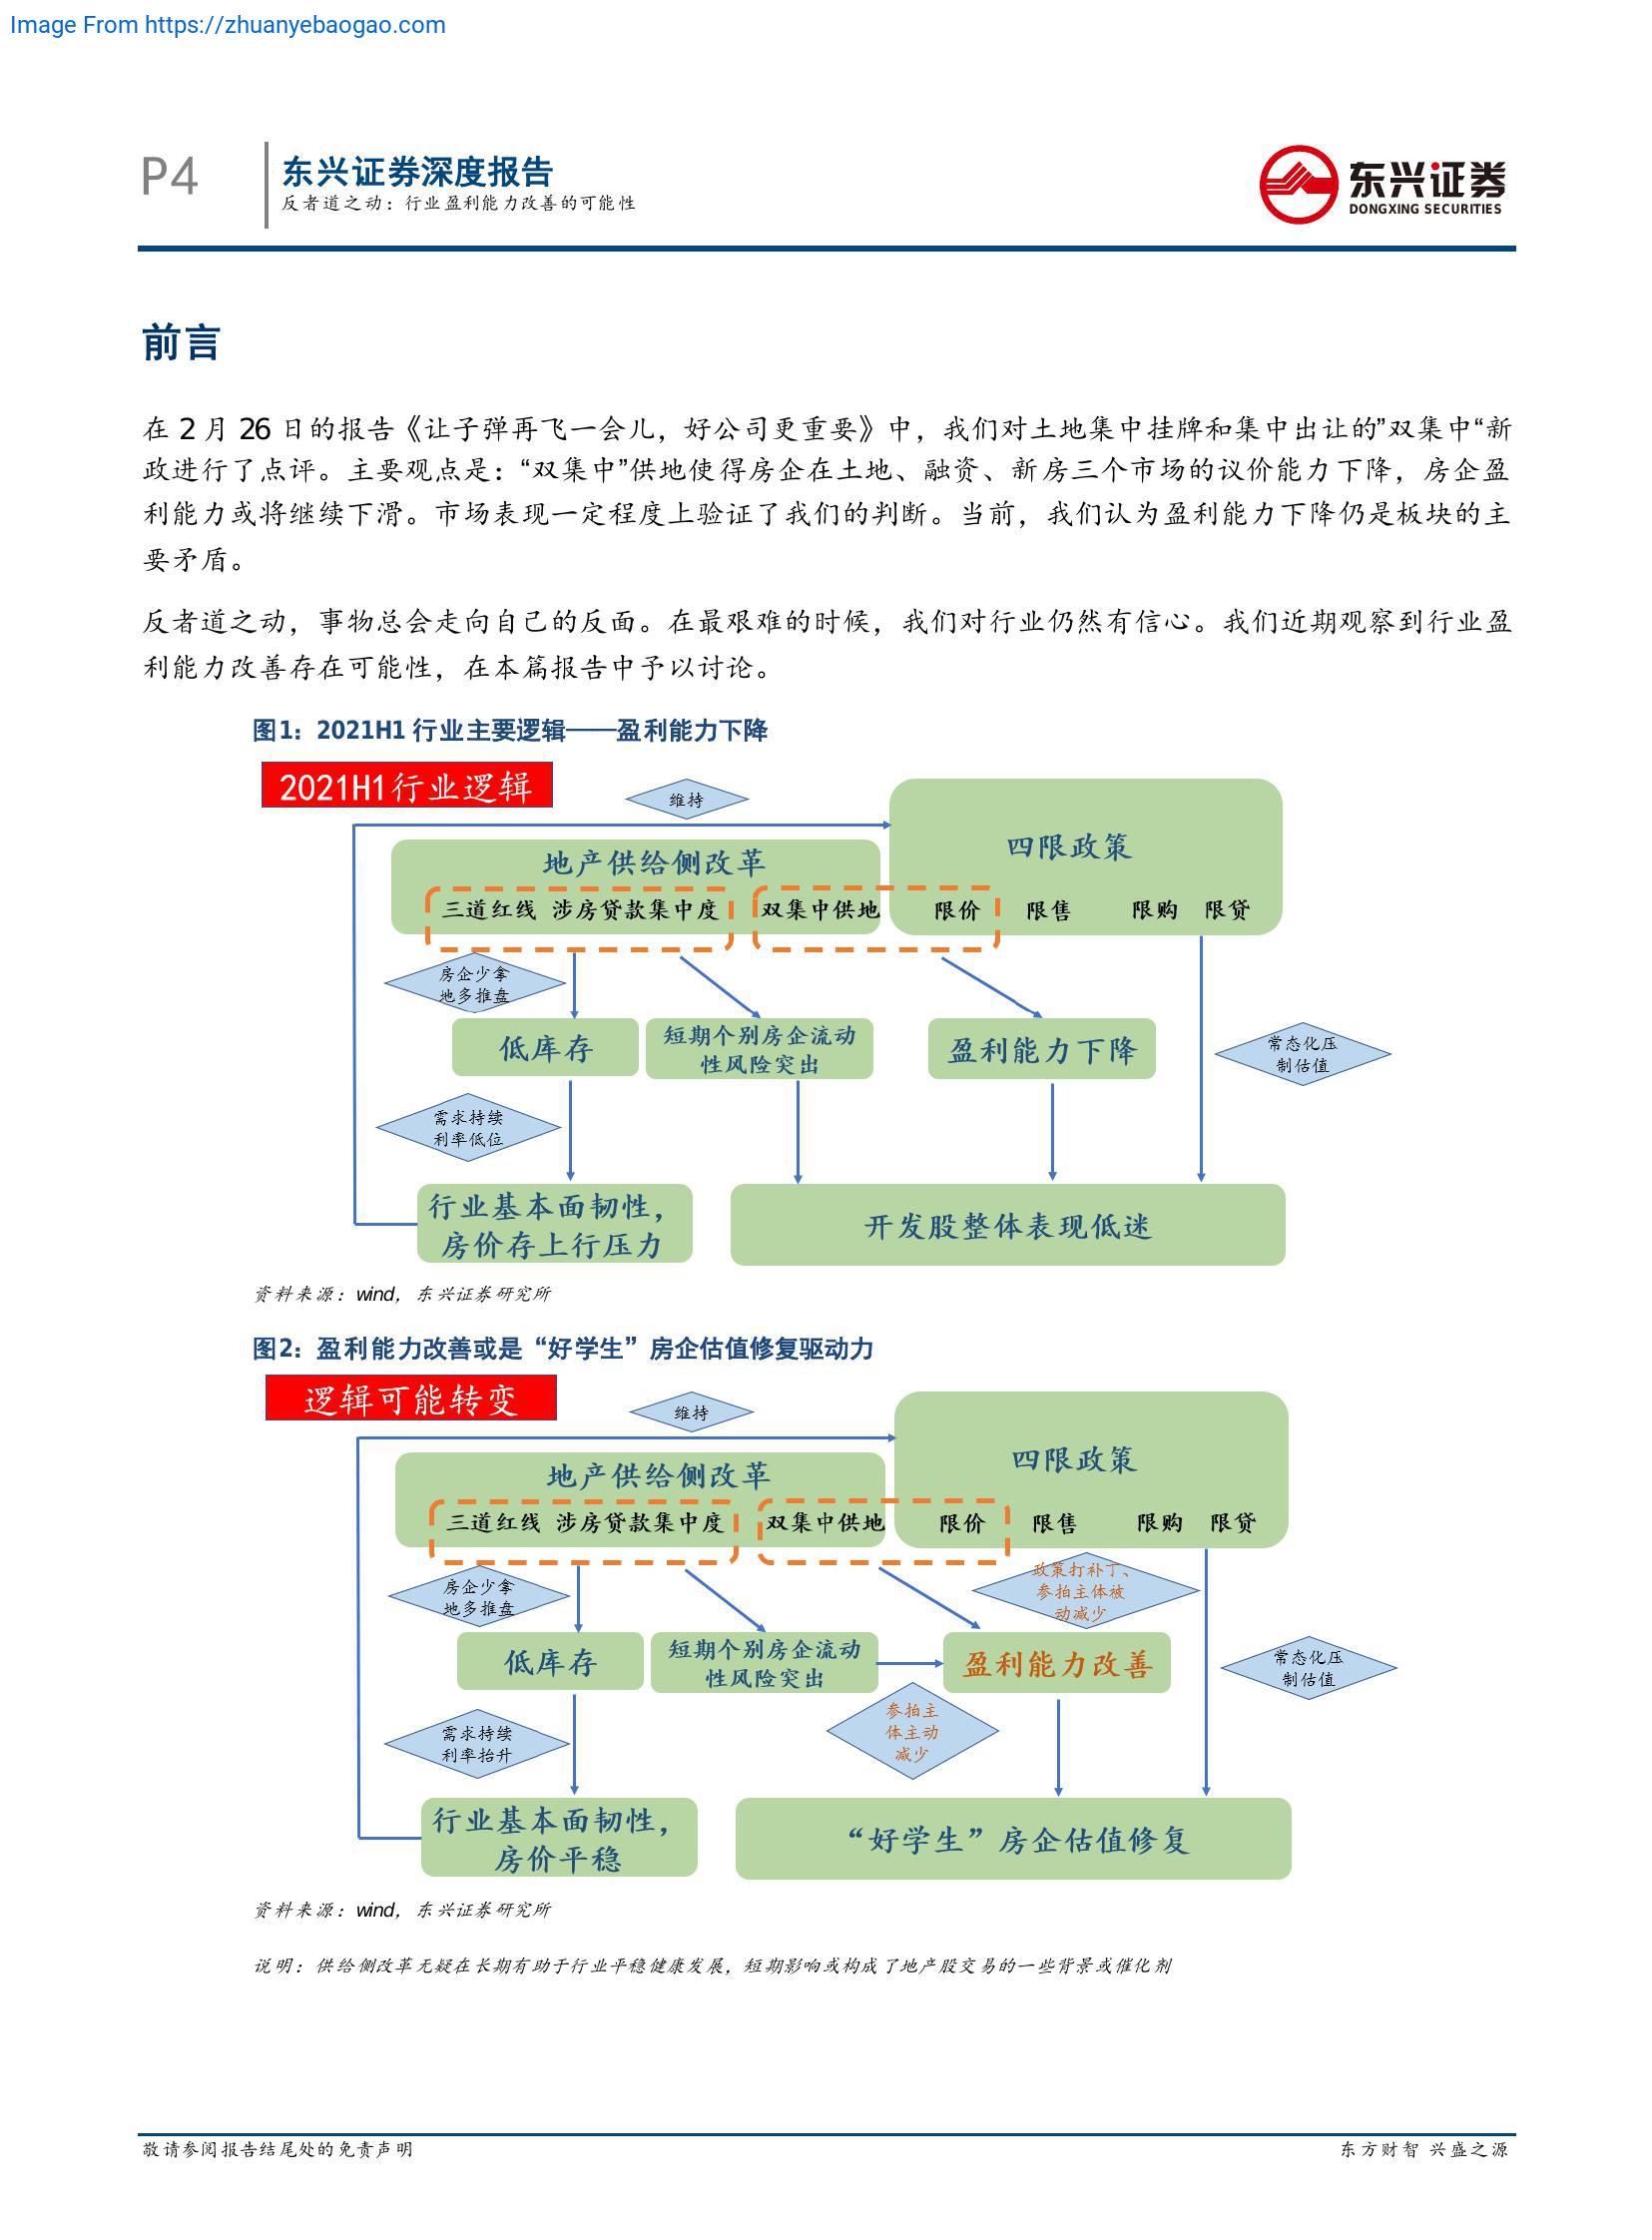 Image From https://zhuanyebaogao.com
P4
东兴证券深度报告
反者道之动：行业盈利能力改善的可能性
东兴证券
DONGXING SECURITIES
前言
在 2 月 26 日的报告《让子弹再飞一会儿，好公司更重要》中，我们对土地集中挂牌和集中出让的”双集中“新
政进行了点评。主要观点是：“双集中”供地使得房企在土地、融资、新房三个市场的议价能力下降，房企盈
利能力或将继续下滑。市场表现一定程度上验证了我们的判断。当前，我们认为盈利能力下降仍是板块的主
要矛盾。
反者道之动，事物总会走向自己的反面。在最艰难的时候，我们对行业仍然有信心。我们近期观察到行业盈
利能力改善存在可能性，在本篇报告中予以讨论。
图1：2021H1 行业主要逻辑——盈利能力下降
2021H1行业逻辑
维持
四限政策
地产供给侧改革
三道红线 涉房贷款集中度 双集中供地 限价 限售 限购 限贷
房企少拿
地多推盘
低库存
短期个别房企流动
性风险突出
盈利能力下降
常态化压
制估值
需求持续
利率低位
行业基本面韧性，
房价存上行压力
开发股整体表现低迷
资料来源：wind，东兴证券研究所
图2：盈利能力改善或是“好学生”房企估值修复驱动力
逻辑可能转变
维持
四限政策
地产供给侧改革
三道红线 涉房贷款集中度 双集中供地 限价 限售 限购 限贷
房企少拿
地多推盘
政策打补丁、
参拍主体被
动减少
低库存
短期个别房企流动
性风险突出
盈利能力改善
常态化压
制估值
参拍主
体主动
减少
需求持续
利率抬升
行业基本面韧性，
房价平稳
“好学生”房企估值修复
资料来源：wind，东兴证券研究所
说明：供给侧改革无疑在长期有助于行业平稳健康发展，短期影响或构成了地产股交易的一些背景或催化剂
敬请参阅报告结尾处的免责声明
东方财智 兴盛之源